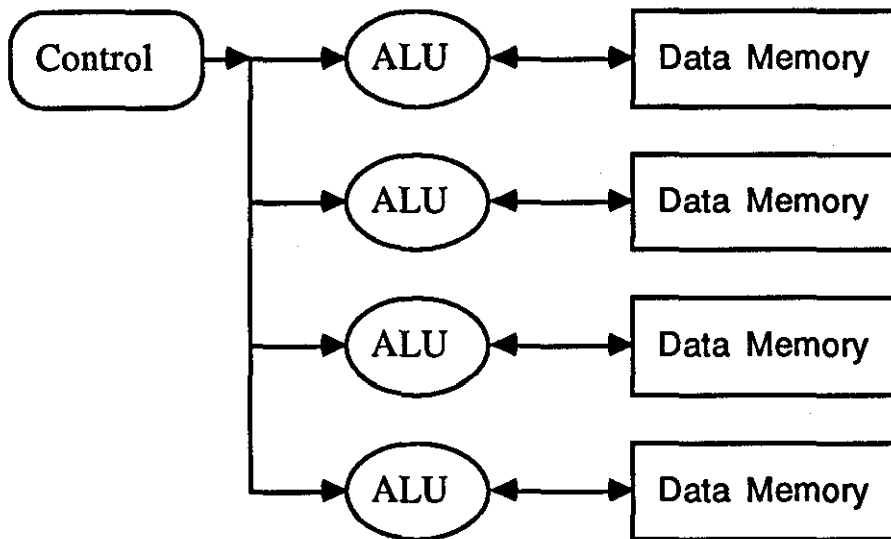 Control
ALU
Data Memory
ALU
Data Memory
ALU
Data Memory
ALU
Data Memory